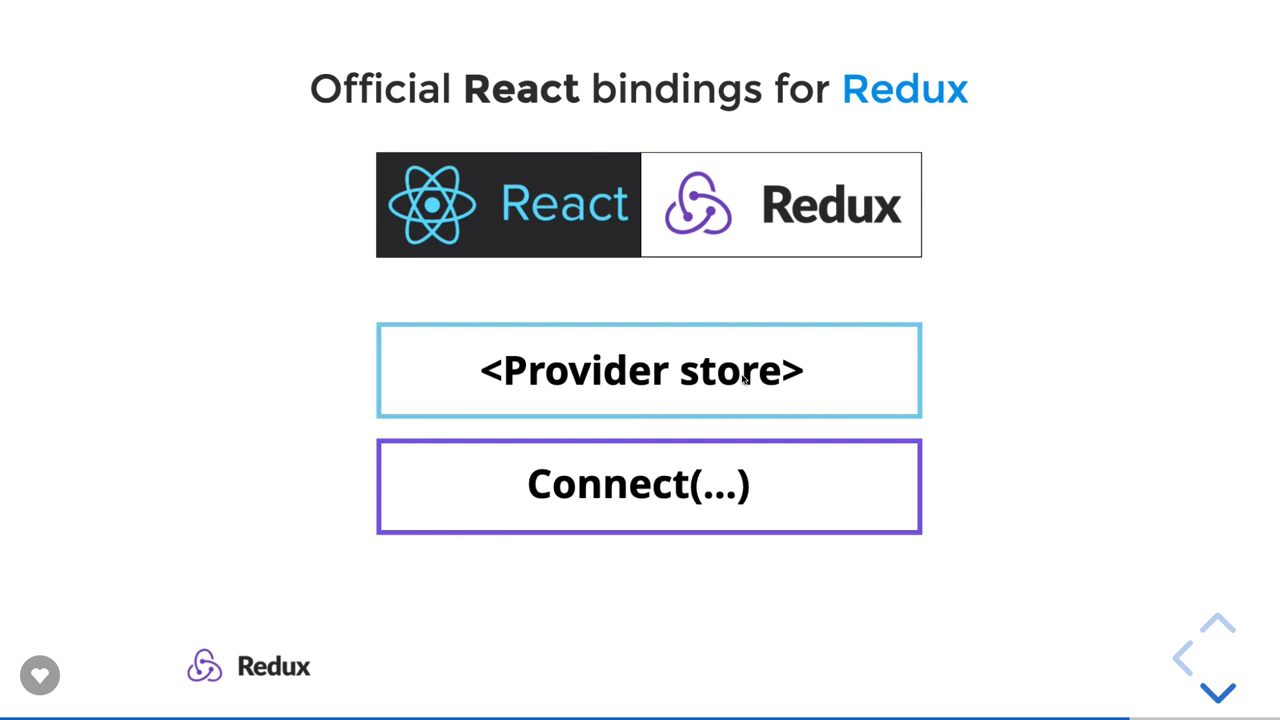 Official React bindings for Redux
React Redux
<Provider store>
Connect(...)
Redux